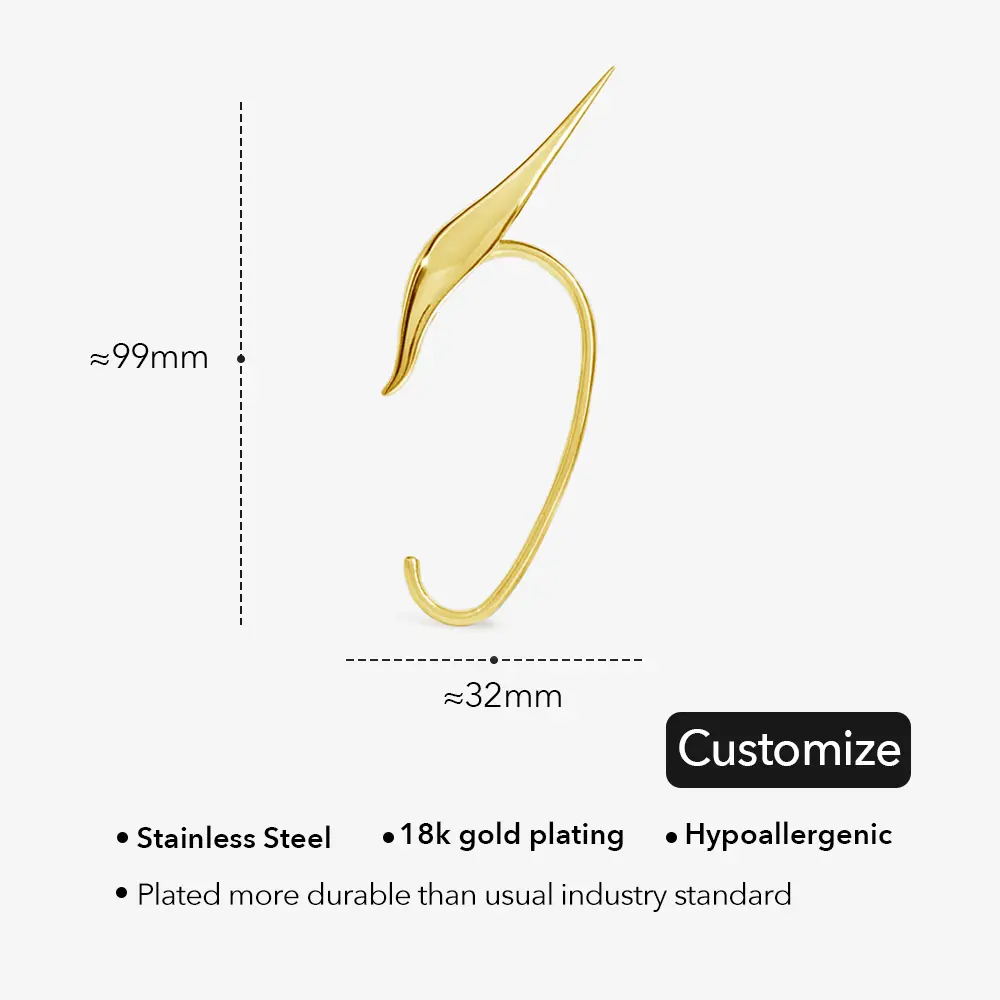 ≈99mm
≈32mm
Customize
• Stainless Steel • 18k gold plating • Hypoallergenic
• Plated more durable than usual industry standard